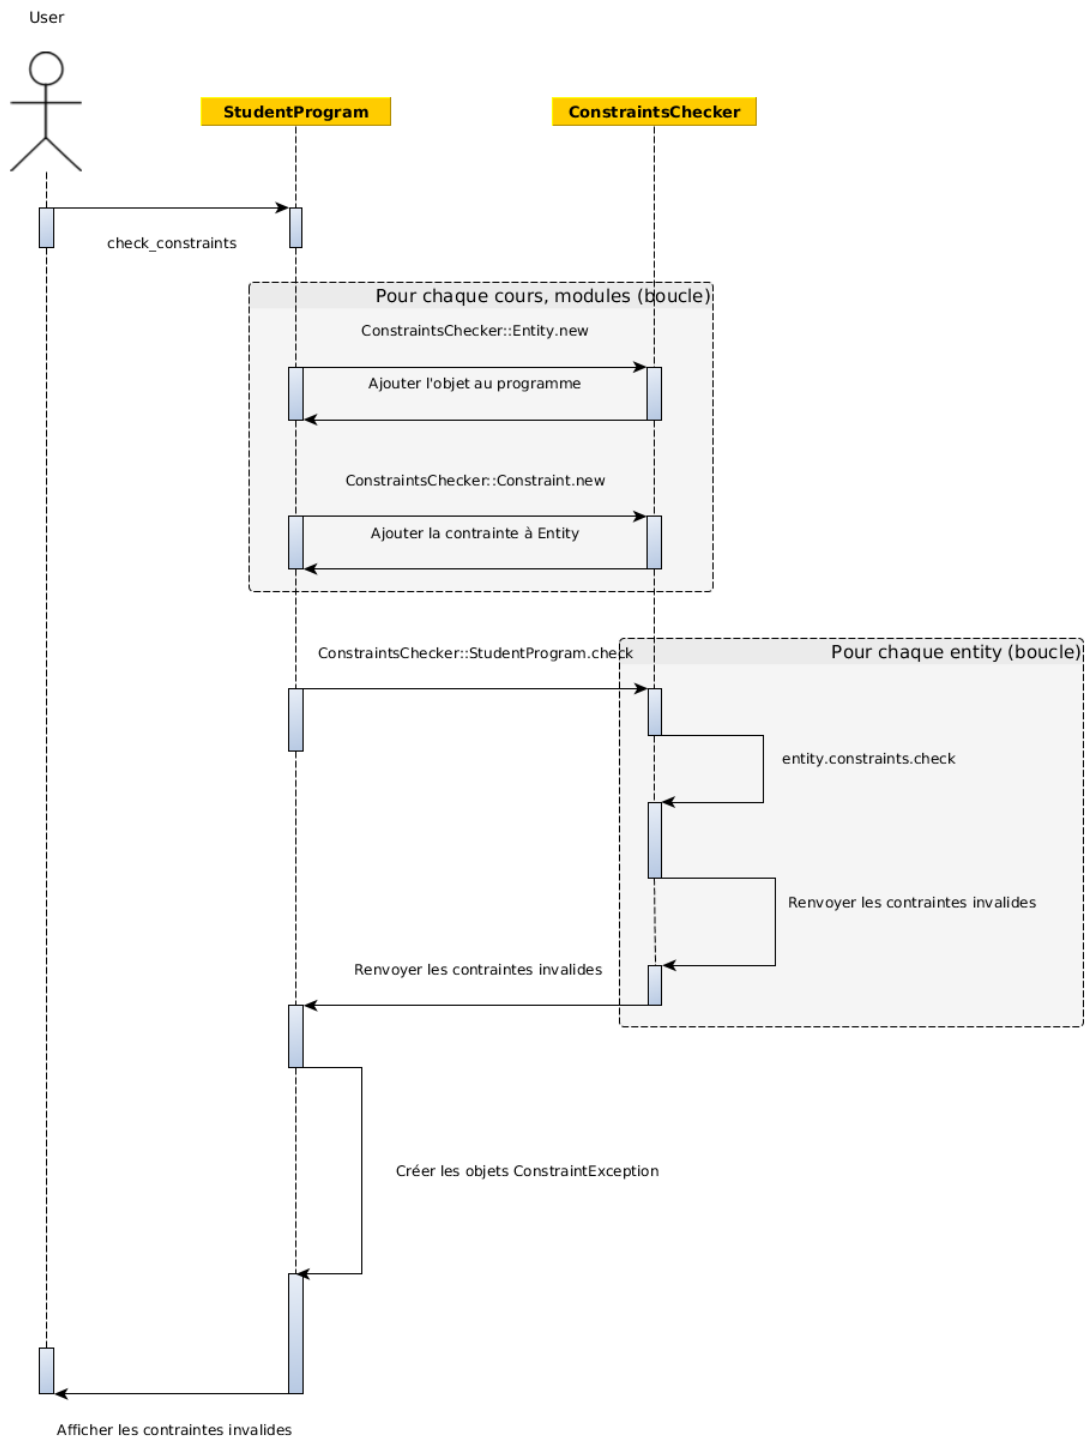 User
StudentProgram
ConstraintsChecker
check_constraints
Pour chaque cours, modules (boucle)
ConstraintsChecker::Entity.new
Ajouter l'objet au programme
ConstraintsChecker::Constraint.new
Ajouter la contrainte à Entity
ConstraintsChecker::StudentProgram.check
Pour chaque entity (boucle)
entity.constraints.check
Renvoyer les contraintes invalides
Renvoyer les contraintes invalides
Créer les objets ConstraintException
Afficher les contraintes invalides